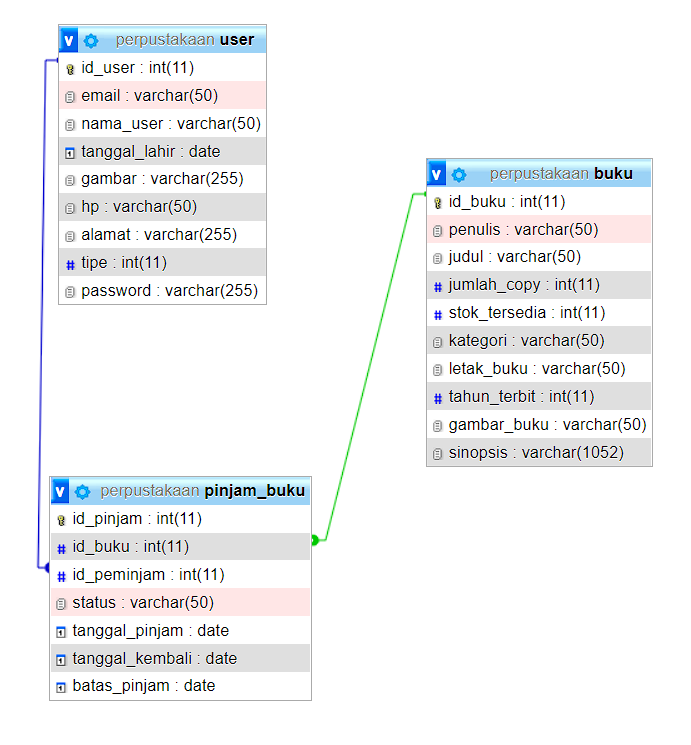 v perpustakaan user
id_user : int(11)
email : varchar(50)
nama_user : varchar(50)
tanggal_lahir : date
gambar : varchar(255)
hp : varchar(50)
alamat : varchar(255)
# tipe : int(11)
password : varchar(255)
v perpustakaan buku
id_buku : int(11)
penulis : varchar(50)
judul : varchar(50)
# jumlah_copy : int(11)
# stok_tersedia : int(11)
kategori : varchar(50)
letak_buku : varchar(50)
# tahun_terbit : int(11)
gambar_buku : varchar(50)
sinopsis : varchar(1052)
v perpustakaan pinjam_buku
id_pinjam : int(11)
# id_buku : int(11)
# id_peminjam : int(11)
status : varchar(50)
tanggal_pinjam : date
tanggal_kembali : date
batas_pinjam : date